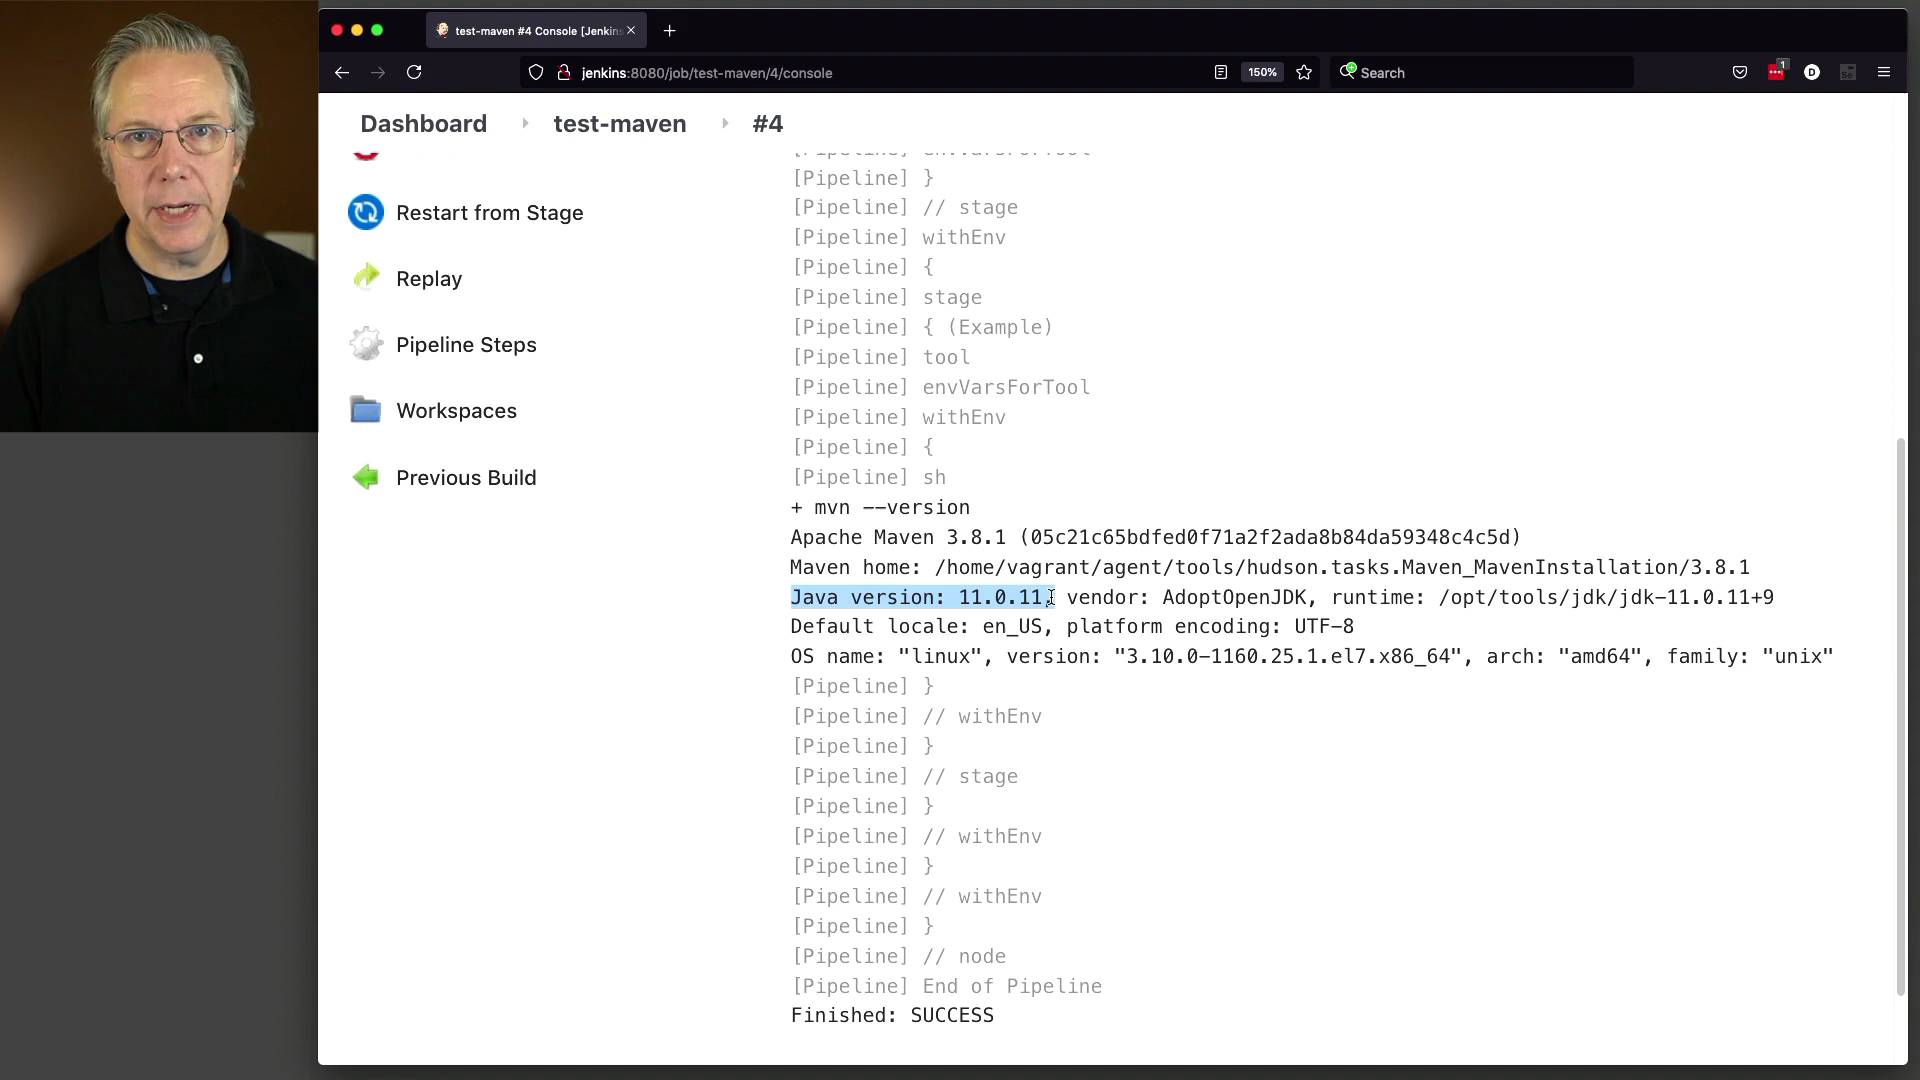 test-maven #4 Console [Jenkins
jenkins:8080/job/test-maven/4/console
150%
Search
1
D
Dashboard
test-maven
#4
Restart from Stage
Replay
Pipeline Steps
Workspaces
Previous Build
[Pipeline] envVarsForTool
[Pipeline] }
[Pipeline] // stage
[Pipeline] withEnv
[Pipeline] {
[Pipeline] stage
[Pipeline] { (Example)
[Pipeline] tool
[Pipeline] envVarsForTool
[Pipeline] withEnv
[Pipeline] {
[Pipeline] sh
+ mvn --version
Apache Maven 3.8.1 (05c21c65bdfed0f71a2f2ada8b84da59348c4c5d)
Maven home: /home/vagrant/agent/tools/hudson.tasks.Maven_MavenInstallation/3.8.1
Java version: 11.0.11, vendor: AdoptOpenJDK, runtime: /opt/tools/jdk/jdk-11.0.11+9
Default locale: en_US, platform encoding: UTF-8
OS name: "linux", version: "3.10.0-1160.25.1.el7.x86_64", arch: "amd64", family: "unix"
[Pipeline] }
[Pipeline] // withEnv
[Pipeline] }
[Pipeline] // stage
[Pipeline] }
[Pipeline] // withEnv
[Pipeline] }
[Pipeline] // withEnv
[Pipeline] }
[Pipeline] // node
[Pipeline] End of Pipeline
Finished: SUCCESS